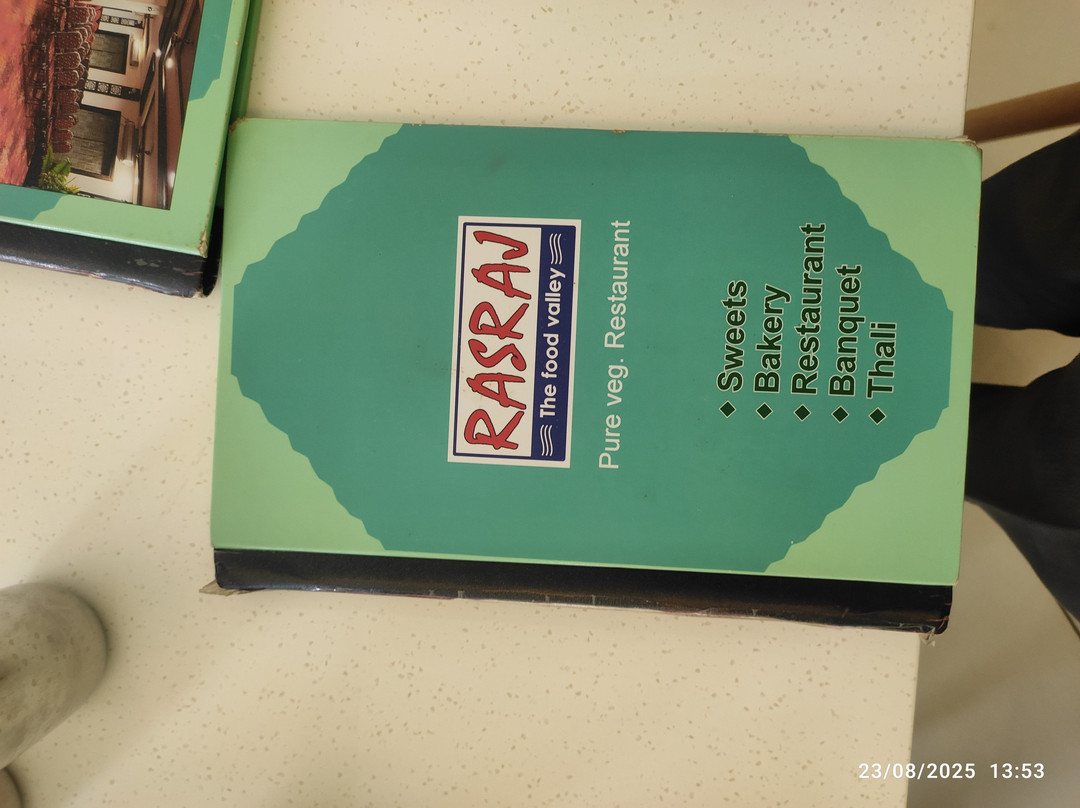 RASRAJ
The food valley
Pure veg. Restaurant
Sweets
Bakery
Restaurant
Banquet
Thali
23/08/2025 13:53